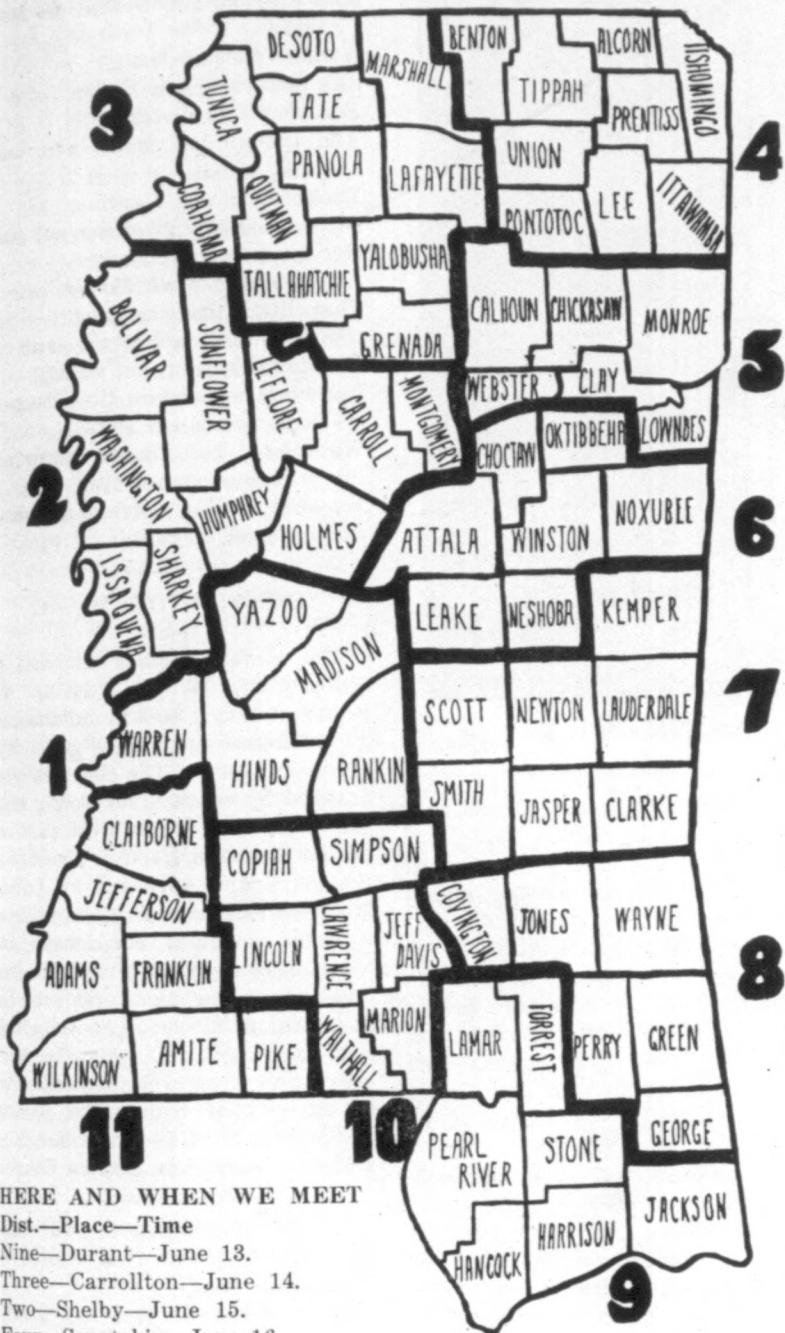 DESOTO
MARSHALL
BENTON
ALCORN
TISHOMINGO
TUNICA
TATE
TIPPAH
PRENTISS
3
PANOLA
LAFAYETTE
UNION
4
COAHOMA
QUITMAN
PONTOTOC
LEE
ITTAWAMBA
TALLAHATCHIE
YALOBUSHA
CALHOUN
CHICKASAW
MONROE
BOLIVAR
SUNFLOWER
GRENADA
LEFLORE
CARROLL
MONTGOMERY
WEBSTER
CLAY
5
WASHINGTON
CHOCTAW
OKTIBBEHA
LOWNDES
2
HUMPHREY
HOLMES
ATTALA
WINSTON
NOXUBEE
6
ISSAQUENA
SHARKEY
YAZOO
LEAKE
NESHOBA
KEMPER
MADISON
SCOTT
NEWTON
LAUDERDALE
7
1
WARREN
HINDS
RANKIN
SMITH
JASPER
CLARKE
CLAIBORNE
COPIAH
SIMPSON
JEFFERSON
LINCOLN
LAWRENCE
JEFF
DAVIS
COVINGTON
JONES
WAYNE
ADAMS
FRANKLIN
8
MARION
LAMAR
FORREST
PERRY
GREEN
WILKINSON
AMITE
PIKE
WALTHALL
11
10
PEARL
RIVER
STONE
GEORGE
JACKSON
HANCOCK
HARRISON
9
HERE AND WHEN WE MEET
Dist.—Place—Time
Nine—Durant—June 13.
Three—Carrollton—June 14.
Two—Shelby—June 15.